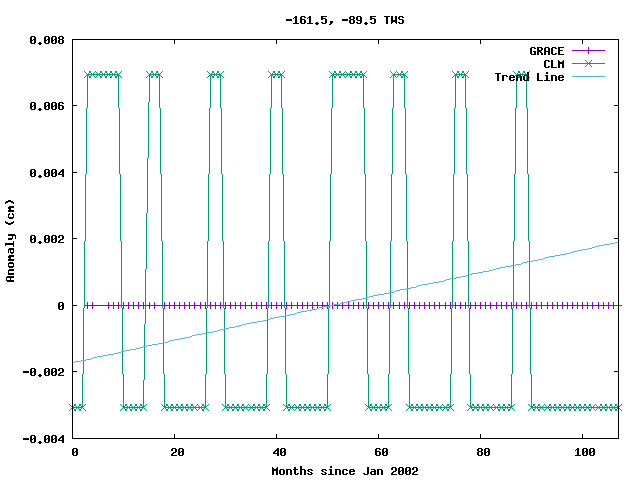 -161.5, -89.5 TWS
GRACE
CLM
Trend Line
0.008
0.006
0.004
0.002
0
-0.002
-0.004
Anomaly (cm)
0 20 40 60 80 100
Months since Jan 2002